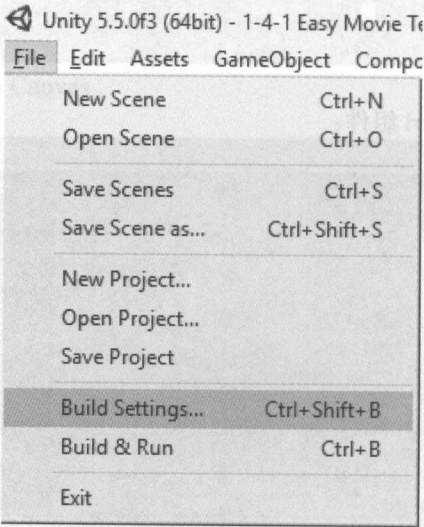 Unity 5.5.0f3 (64bit) - 1-4-1 Easy Movie Te
File Edit Assets GameObject Compo
New Scene Ctrl+N
Open Scene Ctrl+O
Save Scenes Ctrl+S
Save Scene as... Ctrl+Shift+S
New Project...
Open Project...
Save Project
Build Settings... Ctrl+Shift+B
Build & Run Ctrl+B
Exit